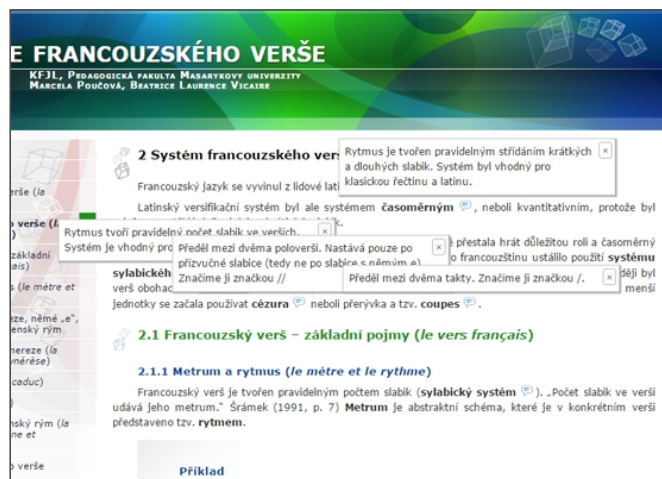 E FRANCOUZSKÉHO VERŠE
KFJL, Pedagogická fakulta Masarykovy univerzity
Marcela Poučová, Beatrice Laurence Vicaire
2 Systém francouzského
Rytmus je tvořen pravidelným střídáním krátkých
a dlouhých slabik. Systém byl vhodný pro
klasickou řečtinu a latinu.
Francouzský jazyk se vyvinul z lidové
Latinský versifikační systém byl ale systémem časoměrným, neboli kvantitativním, protože byl
Rytmus tvoří pravidelný počet slabik ve verších.
Systém je vhodný
Předěl mezi dvěma poloverši. Nastává pouze po
přízvučné slabice (tedy ne po slabice s němým e).
Značíme ji značkou //
přestala hrát důležitou roli a časoměrný
francouzštinu ustálilo použití systému
Předěl mezi dvěma takty. Značíme ji značkou /.
sylabického
byl
verš
menší
jednotky se začala používat cézura neboli přerývka a tzv. coupes.
2.1 Francouzský verš – základní pojmy (le vers français)
2.1.1 Metrum a rytmus (le mètre et le rythme)
Francouzský verš je tvořen pravidelným počtem slabik (sylabický systém). „Počet slabik ve verši
udává jeho metrum.“ Šrámek (1991, p. 7) Metrum je abstraktní schéma, které je v konkrétním verši
představeno tzv. rytmem.
Příklad
erše (la
verše (la
základní
ais)
(le mètre et
eze, němé „e“,
enský rým
nereze (la
nérèse)
caduc)
nský rým (la
ne et
verše